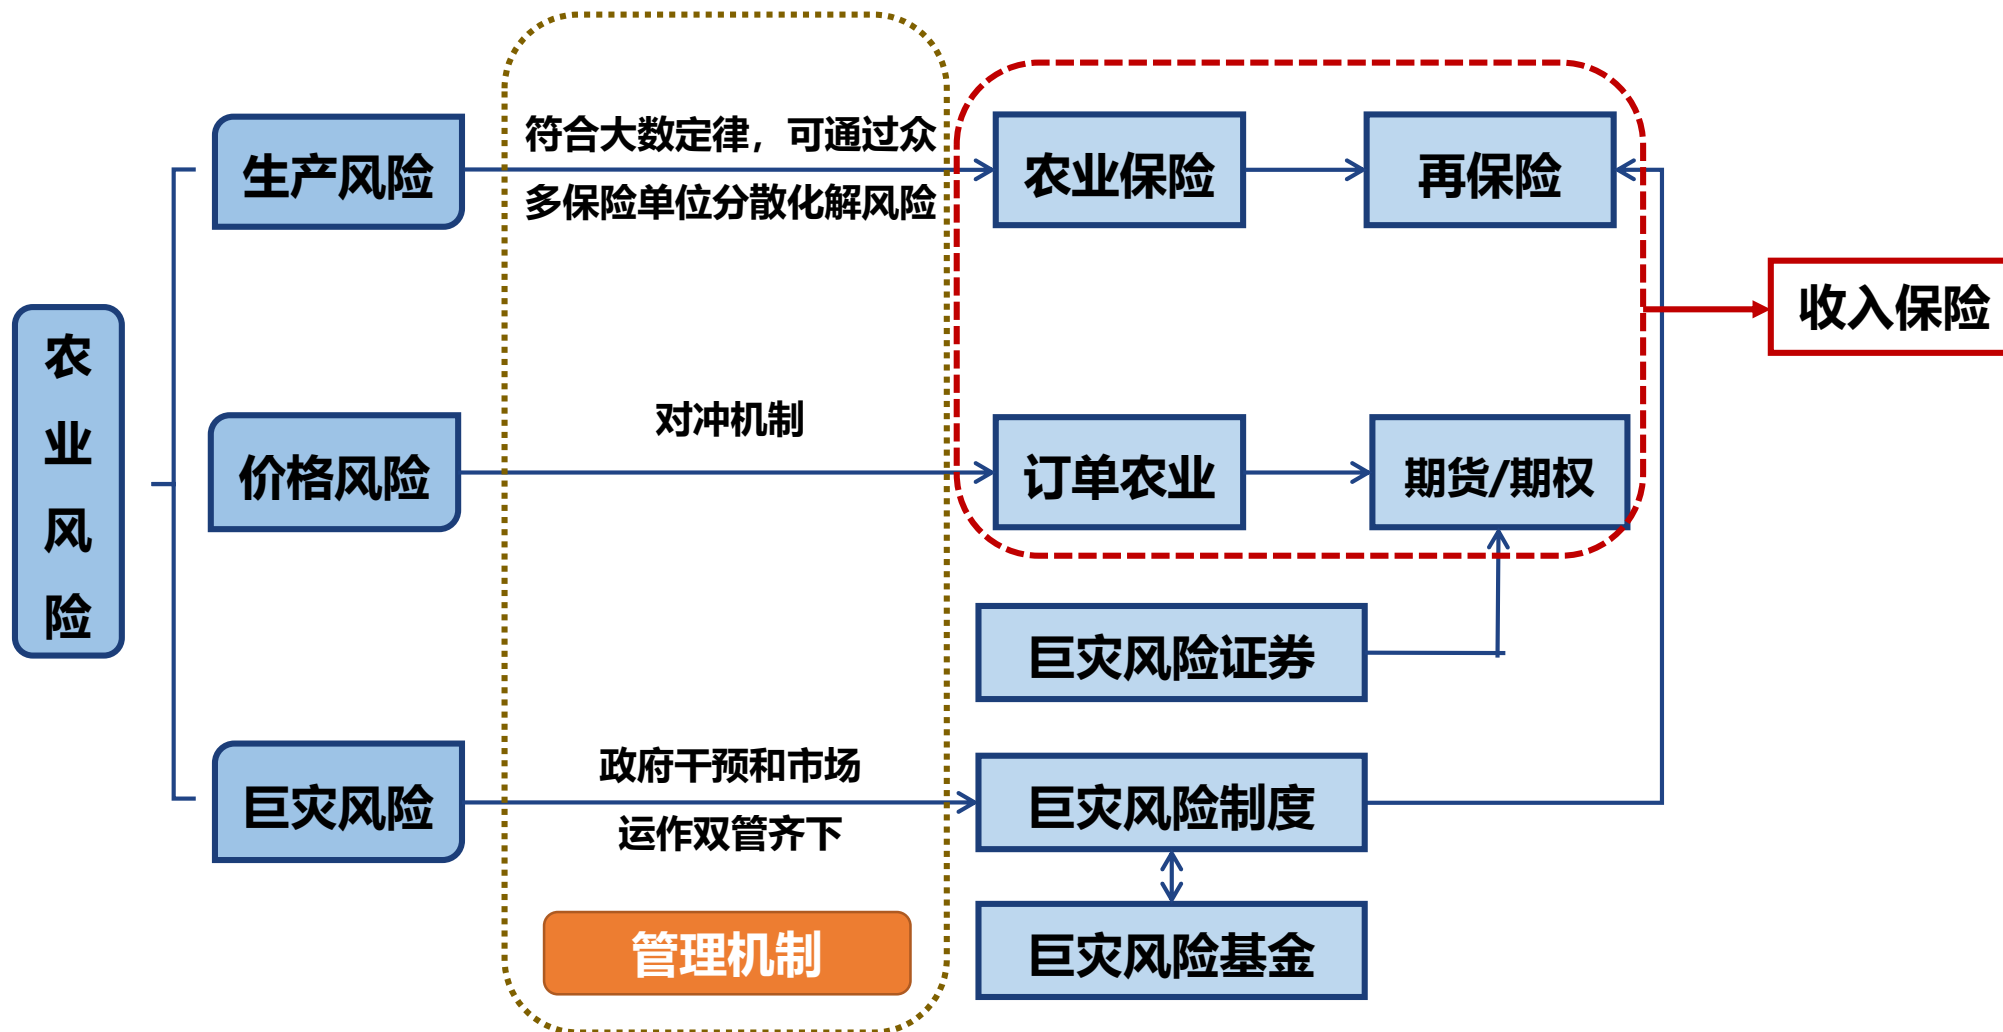 农业风险
生产风险
符合大数定律，可通过众
多保险单位分散化解风险
农业保险
再保险
收入保险
价格风险
对冲机制
订单农业
期货/期权
巨灾风险证券
巨灾风险
政府干预和市场
运作双管齐下
巨灾风险制度
管理机制
巨灾风险基金